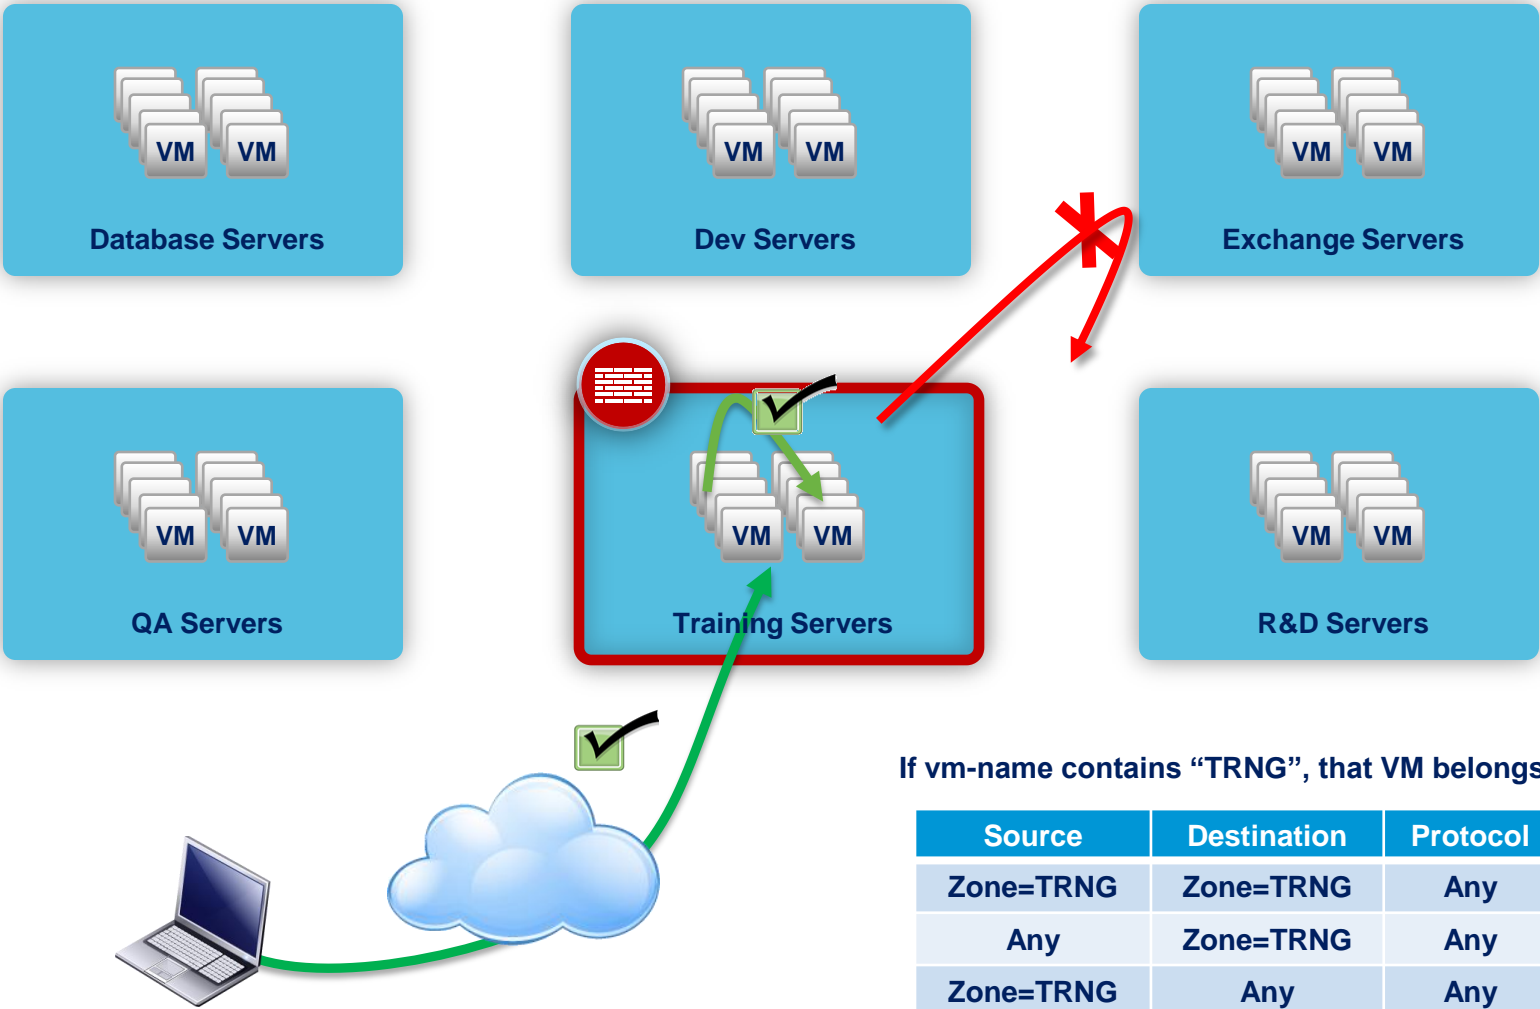 VM VM
VM VM
VM VM
Database Servers
Dev Servers
Exchange Servers
VM VM
VM VM
VM VM
QA Servers
Training Servers
R&D Servers
If vm-name contains “TRNG”, that VM belongs
Source Destination Protocol
Zone=TRNG Zone=TRNG Any
Any Zone=TRNG Any
Zone=TRNG Any Any